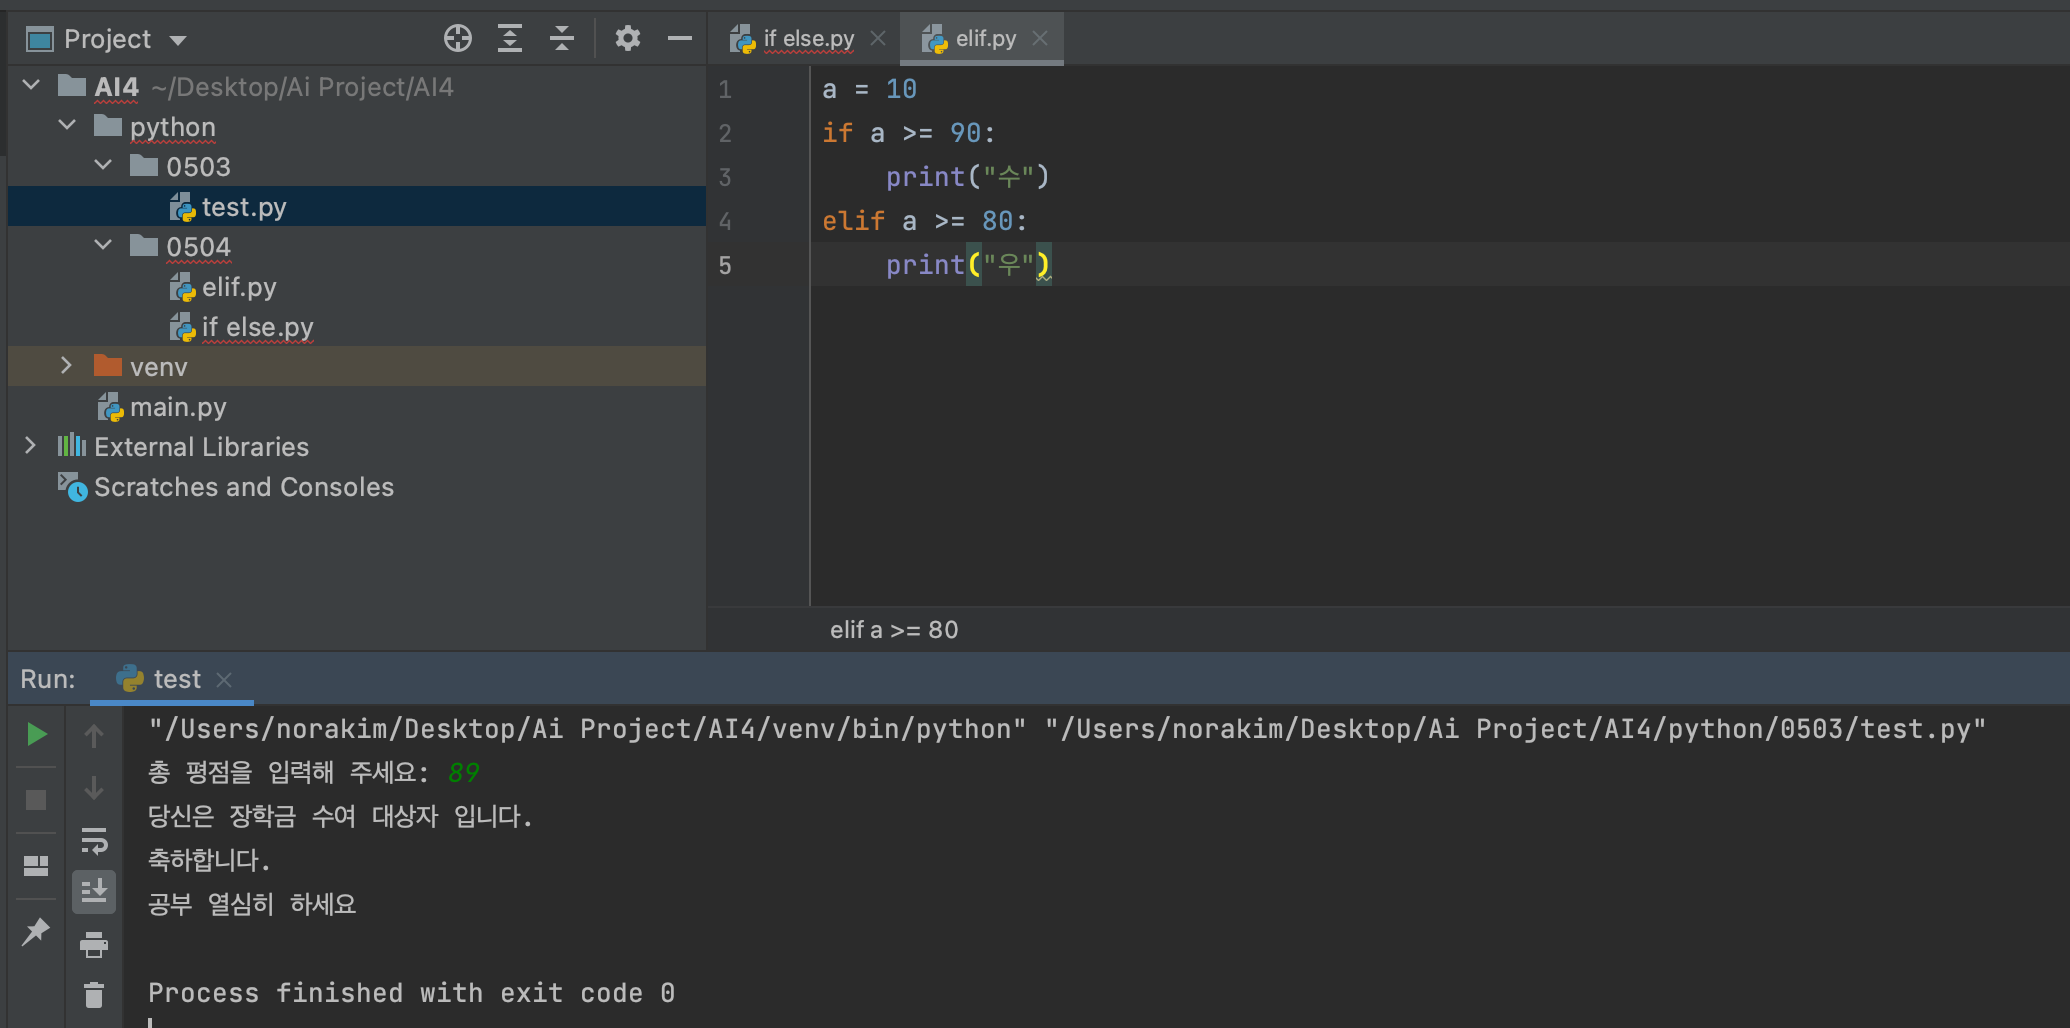 Project
AI4 ~/Desktop/Ai Project/AI4
python
0503
test.py
0504
elif.py
if else.py
venv
main.py
External Libraries
Scratches and Consoles
if else.py
elif.py
1 a = 10
2 if a >= 90:
3 print("수")
4 elif a >= 80:
5 print("우")
elif a >= 80
Run: test
"/Users/norakim/Desktop/Ai Project/AI4/venv/bin/python" "/Users/norakim/Desktop/Ai Project/AI4/python/0503/test.py"
총 평점을 입력해 주세요: 89
당신은 장학금 수여 대상자 입니다.
축하합니다.
공부 열심히 하세요
Process finished with exit code 0